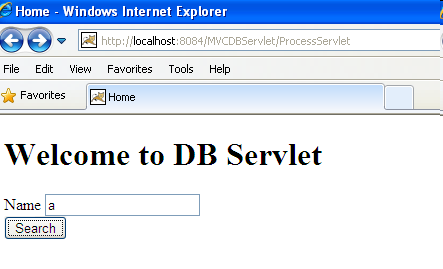 Home - Windows Internet Explorer
http://localhost:8084/MVCDBServlet/ProcessServlet
File Edit View Favorites Tools Help
Favorites Home
Welcome to DB Servlet
Name a
Search